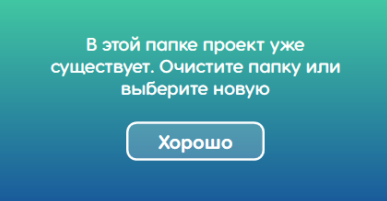 В этой папке проект уже
существует. Очистите папку или
выберите новую
Хорошо